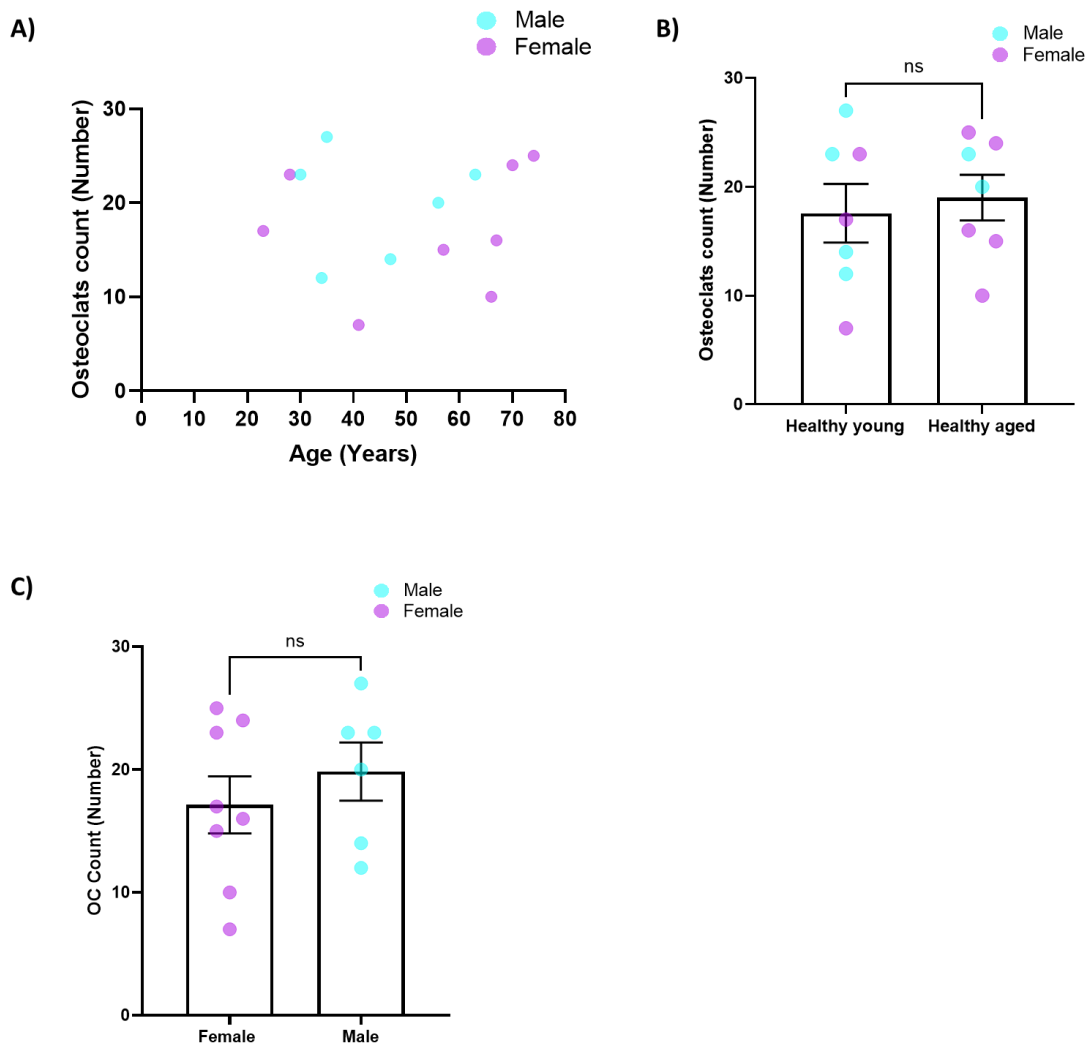 A)
Male
Female
Osteoclats count (Number)
30
20
10
0
0 10 20 30 40 50 60 70 80
Age (Years)
B)
Male
Female
ns
Osteoclats count (Number)
30
20
10
0
Healthy young Healthy aged
C)
Male
Female
ns
OC Count (Number)
30
20
10
0
Female Male